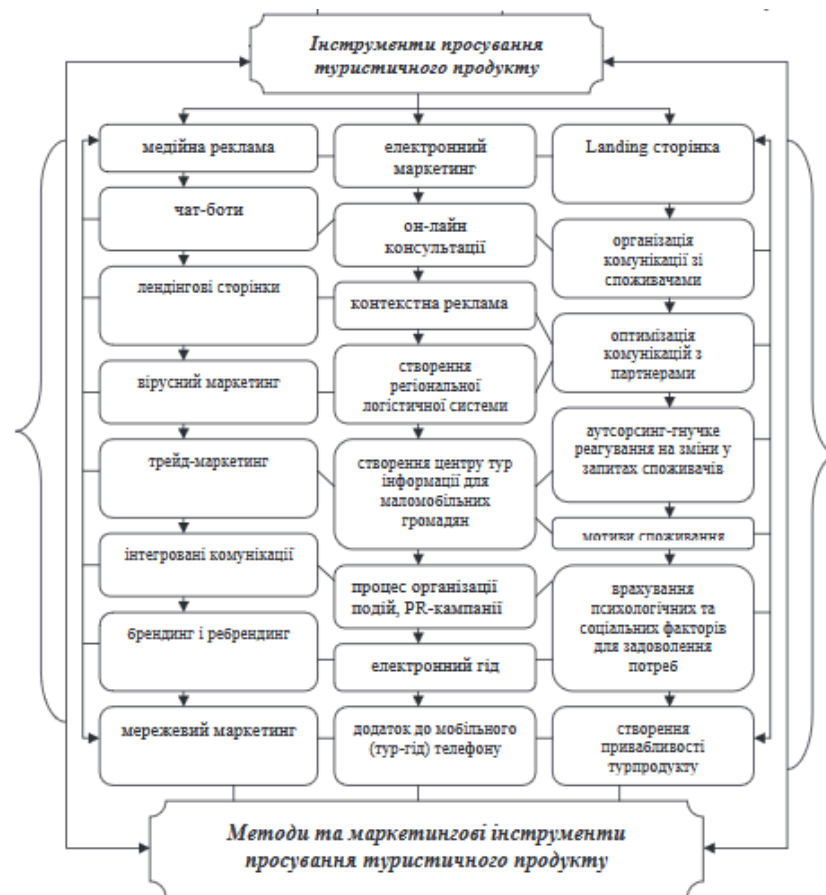 Інструменти просування
туристичного продукту
медійна реклама
чат-боти
лендінгові сторінки
вірусний маркетинг
трейд-маркетинг
інтегровані комунікації
брендинг і ребрендинг
мережевий маркетинг
електронний
маркетинг
он-лайн
консультації
контекстна реклама
створення
регіональної
логістичної системи
створення центру тур
інформації для
маломобільних
громадян
процес організації
подій, PR-кампанії
електронний гід
додаток до мобільного
(тур-гід) телефону
Landing сторінка
організація
комунікації зі
споживачами
оптимізація
комунікацій з
партнерами
аутсорсинг-гнучке
реагування на зміни у
запитах споживачів
мотиви споживання
врахування
психологічних та
соціальних факторів
для задоволення
потреб
створення
привабливості
турпродукту
Методи та маркетингові інструменти
просування туристичного продукту